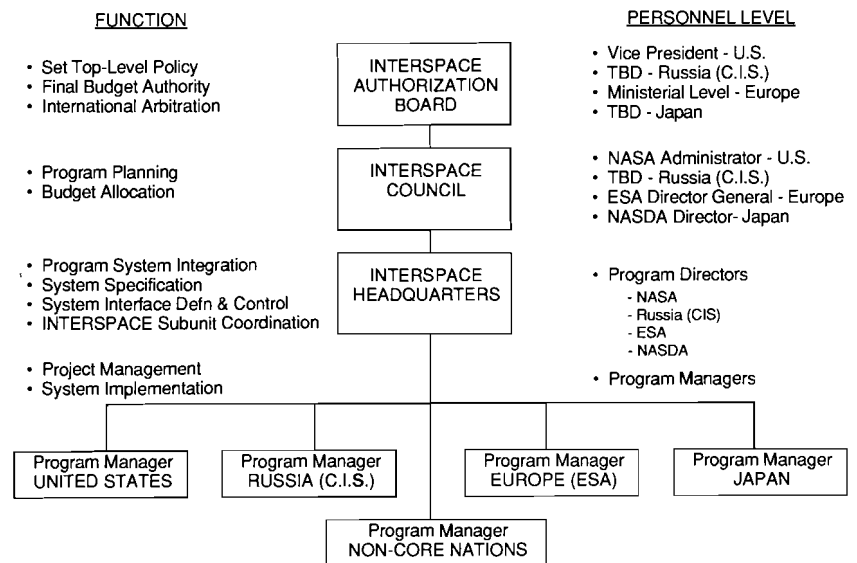 FUNCTION
PERSONNEL LEVEL
• Set Top-Level Policy
• Final Budget Authority
• International Arbitration
INTERSPACE
AUTHORIZATION
BOARD
• Vice President - U.S.
• TBD - Russia (C.I.S.)
• Ministerial Level - Europe
• TBD - Japan
• Program Planning
• Budget Allocation
INTERSPACE
COUNCIL
• NASA Administrator - U.S.
• TBD - Russia (C.I.S.)
• ESA Director General - Europe
• NASDA Director- Japan
• Program System Integration
• System Specification
• System Interface Defn & Control
• INTERSPACE Subunit Coordination
INTERSPACE
HEADQUARTERS
• Program Directors
- NASA
- Russia (CIS)
- ESA
- NASDA
• Project Management
• System Implementation
• Program Managers
Program Manager
UNITED STATES
Program Manager
RUSSIA (C.I.S.)
Program Manager
EUROPE (ESA)
Program Manager
JAPAN
Program Manager
NON-CORE NATIONS